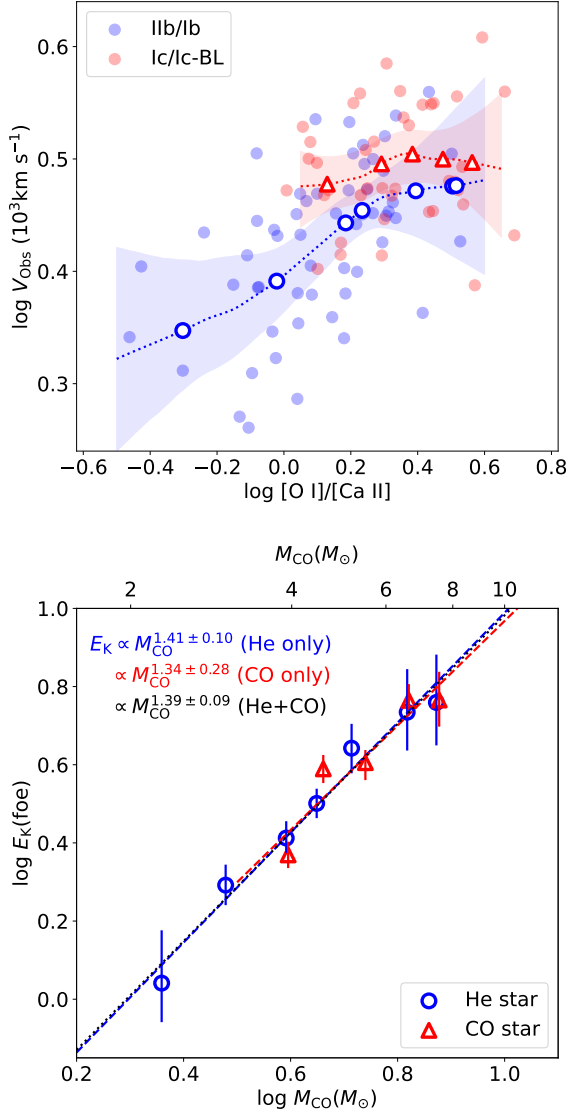 IIb/Ib
Ic/Ic-BL
0.6
0.5
0.4
0.3
log V_Obs (10^3 km s^−1)
−0.6 −0.4 −0.2 0.0 0.2 0.4 0.6 0.8
log [O I]/[Ca II]
M_CO(M_⊙)
2 4 6 8 10
1.0
0.8
0.6
0.4
0.2
0.0
log E_K(foe)
E_K ∝ M_CO^1.41 ± 0.10 (He only)
∝ M_CO^1.34 ± 0.28 (CO only)
∝ M_CO^1.39 ± 0.09 (He+CO)
He star
CO star
0.2 0.4 0.6 0.8 1.0
log M_CO(M_⊙)